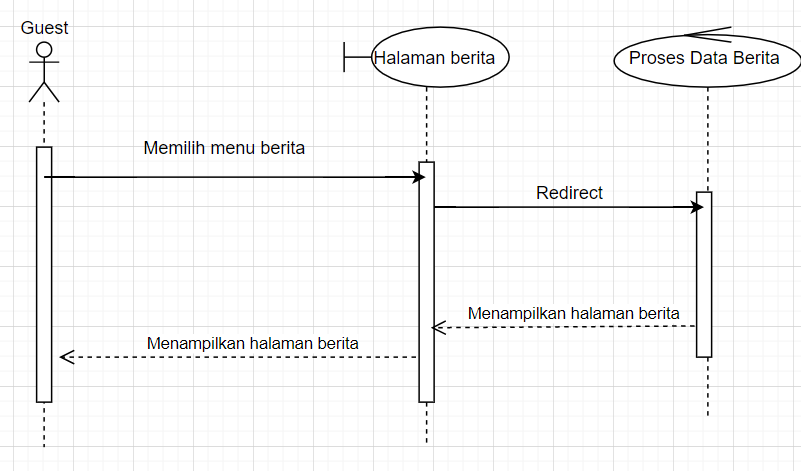 Guest
Halaman berita
Proses Data Berita
Memilih menu berita
Redirect
Menampilkan halaman berita
Menampilkan halaman berita